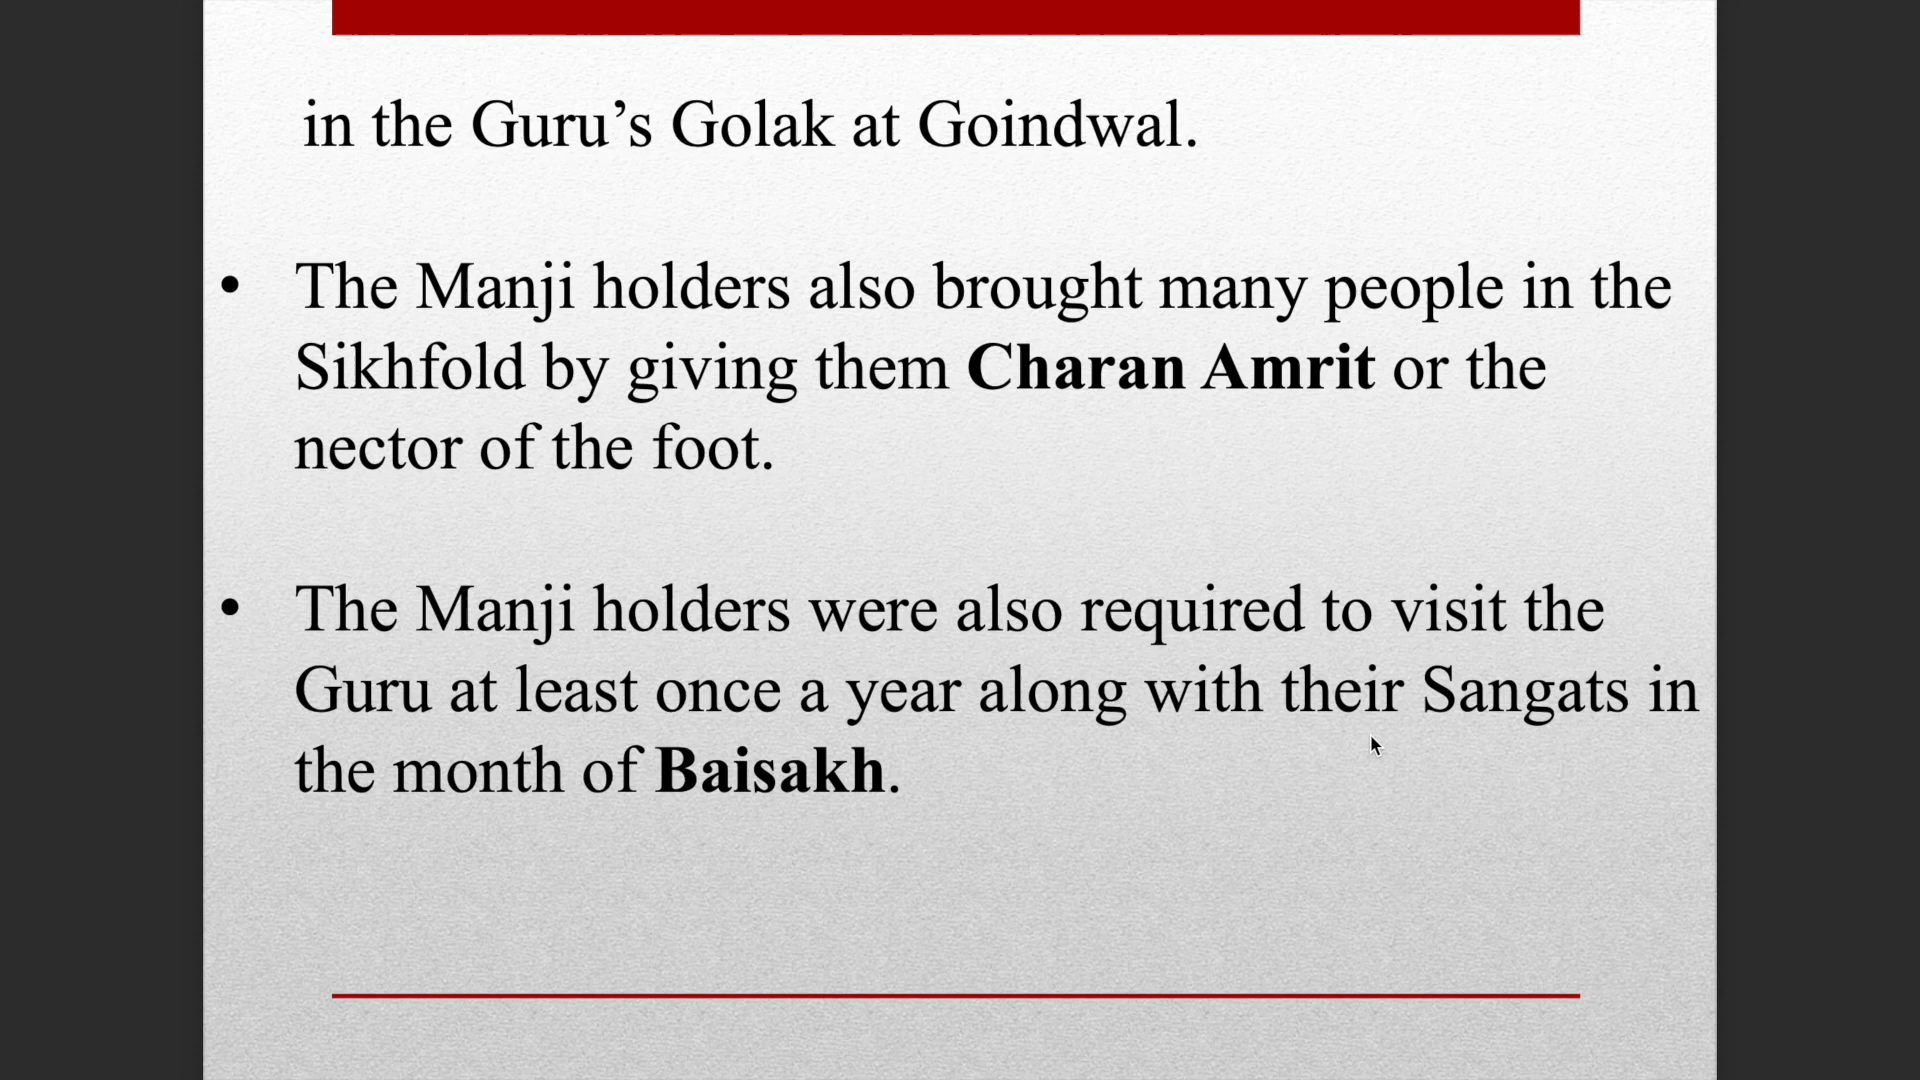 in the Guru’s Golak at Goindwal.
• The Manji holders also brought many people in the
Sikhfold by giving them Charan Amrit or the
nector of the foot.
• The Manji holders were also required to visit the
Guru at least once a year along with their Sangats in
the month of Baisakh.